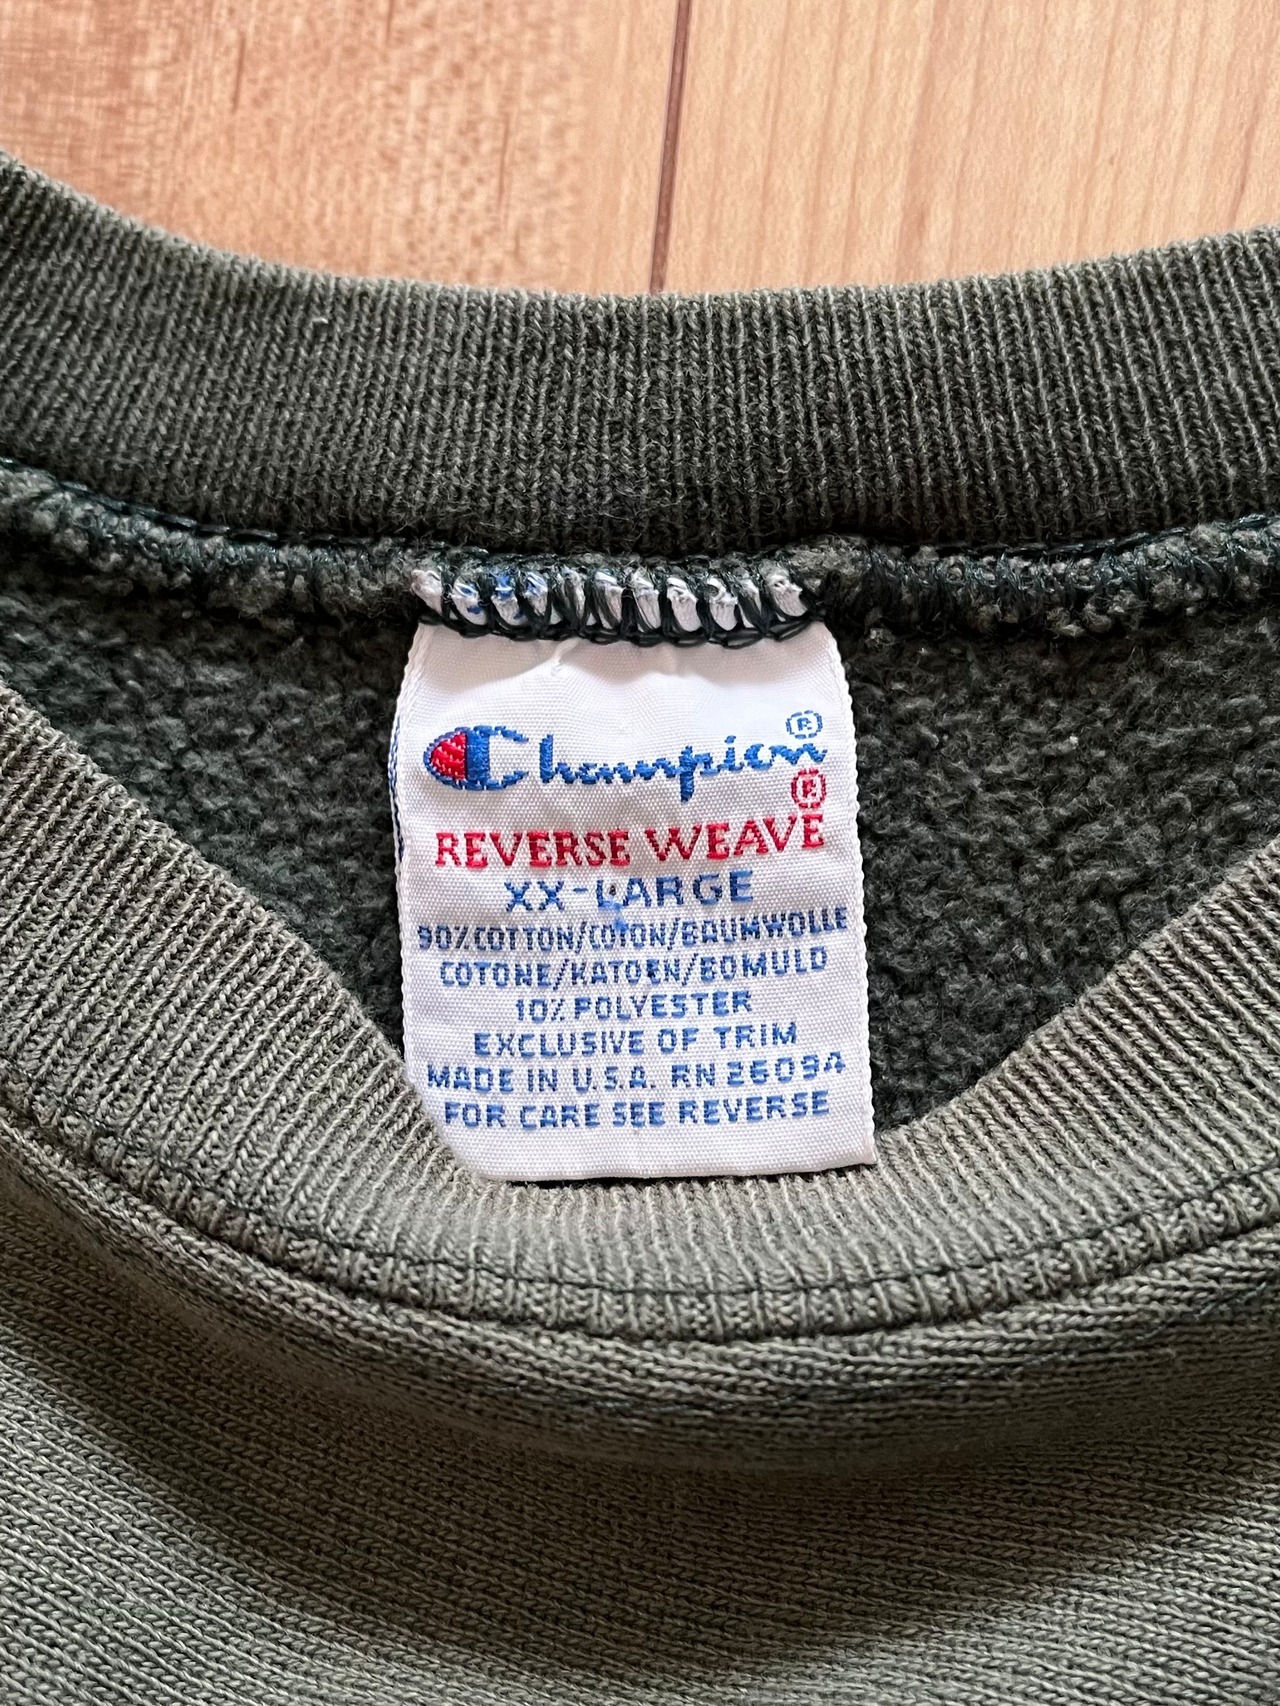 Champion®
REVERSE WEAVE®
XX-LARGE
90% COTTON/COTON/BAUMWOLLE
COTONE/KATOEN/BOMULD
10% POLYESTER
EXCLUSIVE OF TRIM
MADE IN U.S.A. RN 26094
FOR CARE SEE REVERSE